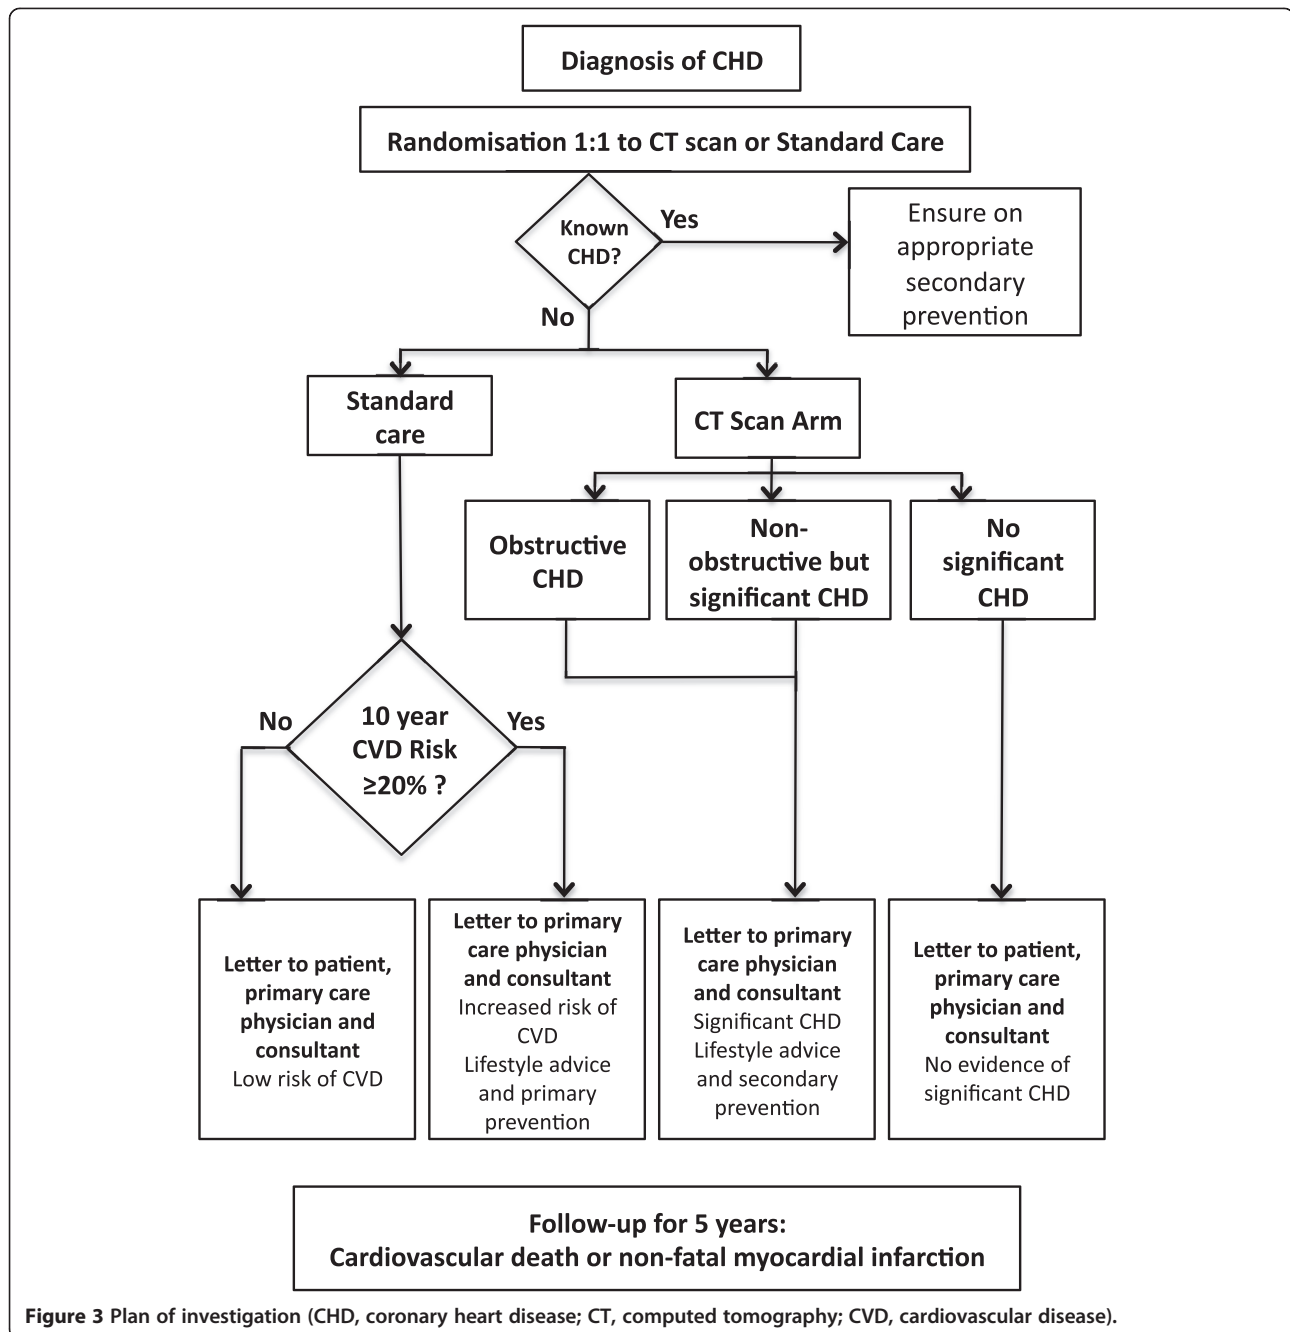 Diagnosis of CHD
Randomisation 1:1 to CT scan or Standard Care
Known
CHD?
Yes
Ensure on
appropriate
secondary
prevention
No
Standard
care
CT Scan Arm
Obstructive
CHD
Non-
obstructive but
significant CHD
No
significant
CHD
No
10 year
CVD Risk
≥20% ?
Yes
Letter to patient,
primary care
physician and
consultant
Low risk of CVD
Letter to primary
care physician
and consultant
Increased risk of
CVD
Lifestyle advice
and primary
prevention
Letter to primary
care physician
and consultant
Significant CHD
Lifestyle advice
and secondary
prevention
Letter to patient,
primary care
physician and
consultant
No evidence of
significant CHD
Follow-up for 5 years:
Cardiovascular death or non-fatal myocardial infarction
Figure 3 Plan of investigation (CHD, coronary heart disease; CT, computed tomography; CVD, cardiovascular disease).